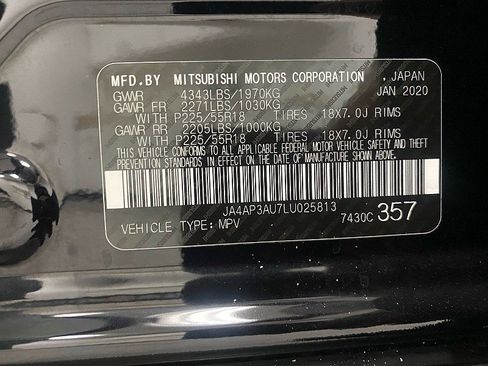 MFD.BY MITSUBISHI MOTORS CORPORATION , JAPAN
GVWR 4343LBS/1970KG JAN 2020
GAWR FR 2271LBS/1030KG
WITH P225/55R18 TIRES 18X7.0J RIMS
GAWR RR 2205LBS/1000KG
WITH P225/55R18 TIRES 18X7.0J RIMS
THIS VEHICLE CONFORMS TO ALL APPLICABLE FEDERAL MOTOR
VEHICLE SAFETY AND THEFT PREVENTION STANDARDS IN EFFECT
ON THE DATE OF MANUFACTURE SHOWN ABOVE.
JA4AP3AU7LU025813
VEHICLE TYPE: MPV 7430C 357